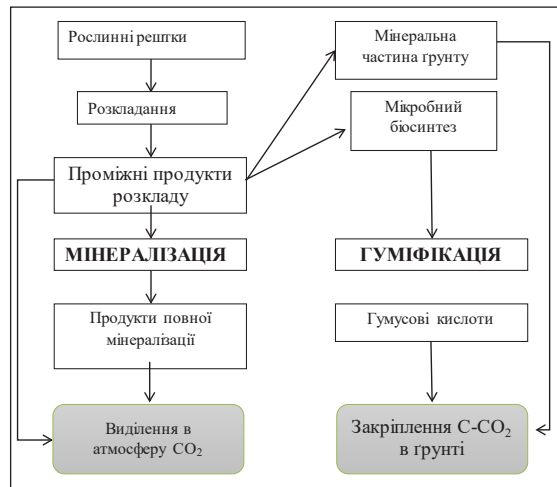 Рослинні рештки
Розкладання
Проміжні продукти
розкладу
МІНЕРАЛІЗАЦІЯ
Продукти повної
мінералізації
Виділення в
атмосферу CO₂
Мінеральна
частина ґрунту
Мікробний
біосинтез
ГУМІФІКАЦІЯ
Гумусові кислоти
Закріплення C-CO₂
в ґрунті